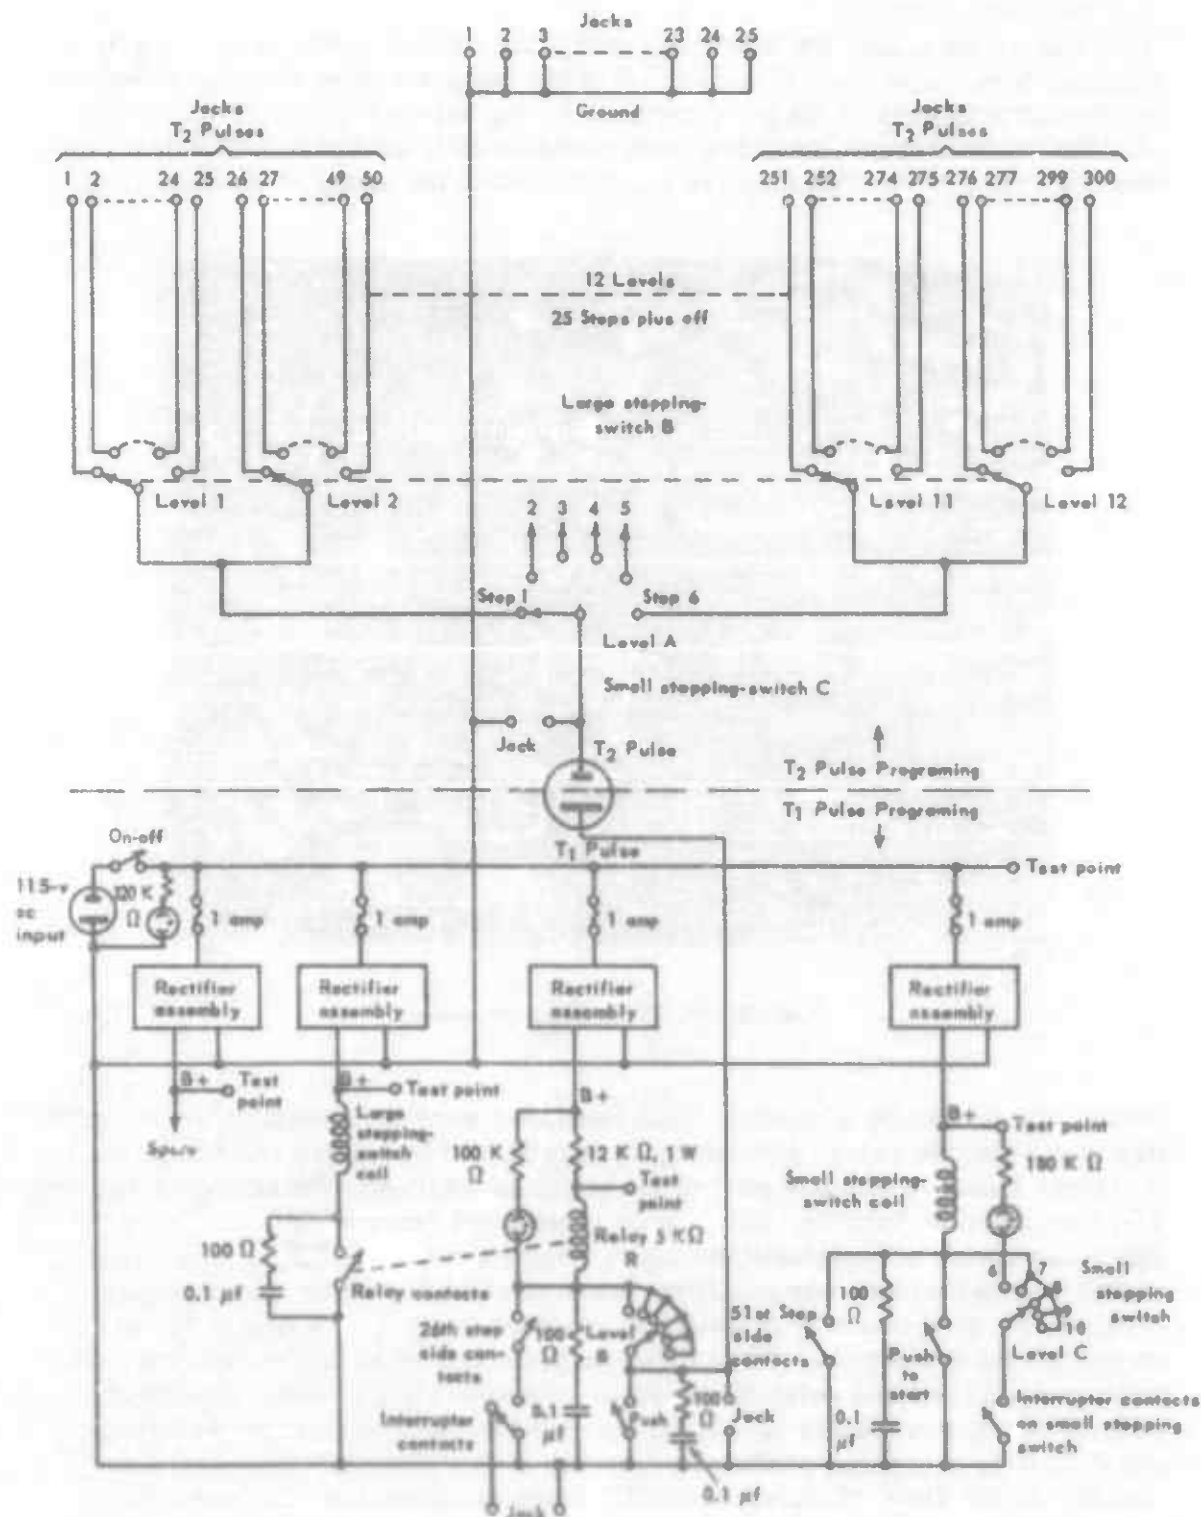 Jacks
1 2 3 23 24 25
Ground
Jacks
T₂ Pulses
1 2 24 25 26 27 49 50
Jacks
T₂ Pulses
251 252 274 275 276 277 299 300
12 Levels
25 Steps plus off
Large stepping-
switch B
Level 1
Level 2
Level 11
Level 12
2 3 4 5
Step 1
Step 6
Level A
Small stepping-switch C
Jack
T₂ Pulse
T₂ Pulse Programing
T₁ Pulse Programing
T₁ Pulse
On-off
115-v
ac
input
120 K
Ω
1 amp
1 amp
1 amp
1 amp
Test point
Rectifier
assembly
Rectifier
assembly
Rectifier
assembly
Rectifier
assembly
B+
Test
point
Spare
B+
Test point
Large
stepping-
switch
coil
100 Ω
0.1 μf
Relay contacts
B+
100 K
Ω
12 K Ω, 1 W
Test
point
Relay 5 KΩ
R
26th step
side con-
tacts
100
Ω
Level
B
Interrupter
contacts
0.1
μf
Push
100
Ω
Jack
0.1 μf
Jack
B+
Test point
180 K Ω
Small stepping-
switch coil
51st Step
side
contacts
100
Ω
Push
to
start
0.1
μf
6
7
8
9
10
Small
stepping
switch
Level C
Interrupter contacts
on small stepping
switch